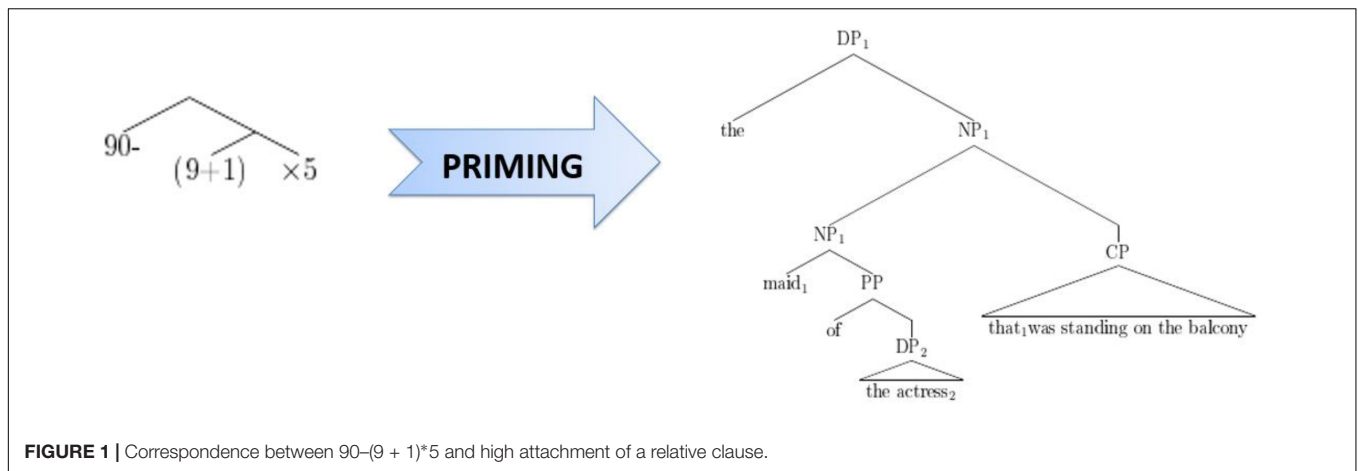 DP₁
the
NP₁
90-
(9+1) ×5
PRIMING
NP₁
CP
maid₁ PP
that₁was standing on the balcony
of
DP₂
the actress₂
FIGURE 1 | Correspondence between 90–(9 + 1)*5 and high attachment of a relative clause.